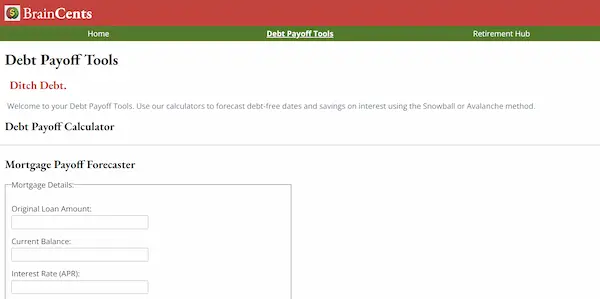 BrainCents
Home Debt Payoff Tools Retirement Hub
Debt Payoff Tools
Ditch Debt.
Welcome to your Debt Payoff Tools. Use our calculators to forecast debt-free dates and savings on interest using the Snowball or Avalanche method.
Debt Payoff Calculator
Mortgage Payoff Forecaster
Mortgage Details:
Original Loan Amount:
Current Balance:
Interest Rate (APR):